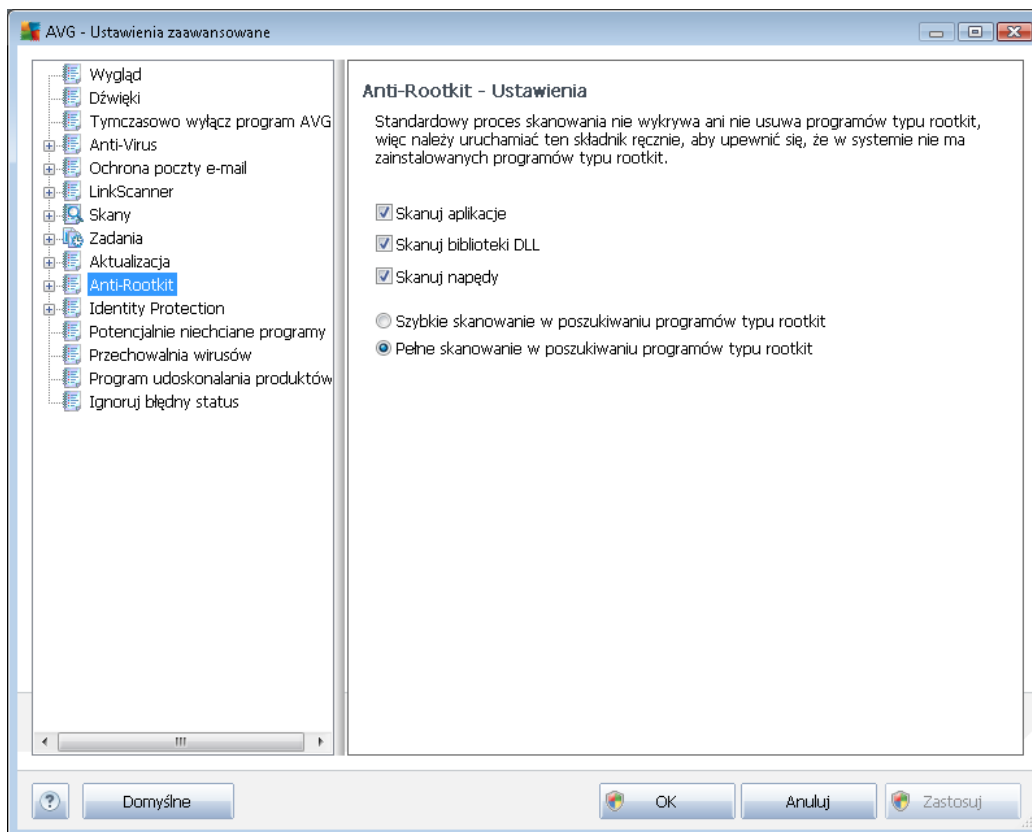 AVG - Ustawienia zaawansowane
Wygląd
Dźwięki
Tymczasowo wyłącz program AVG
Anti-Virus
Ochrona poczty e-mail
LinkScanner
Skany
Zadania
Aktualizacja
Anti-Rootkit
Identity Protection
Potencjalnie niechciane programy
Przechowalnia wirusów
Program udoskonalania produktów
Ignoruj błędny status
Anti-Rootkit - Ustawienia
Standardowy proces skanowania nie wykrywa ani nie usuwa programów typu rootkit,
więc należy uruchamiać ten składnik ręcznie, aby upewnić się, że w systemie nie ma
zainstalowanych programów typu rootkit.
Skanuj aplikacje
Skanuj biblioteki DLL
Skanuj napędy
Szybkie skanowanie w poszukiwaniu programów typu rootkit
Pełne skanowanie w poszukiwaniu programów typu rootkit
? Domyślne OK Anuluj Zastosuj